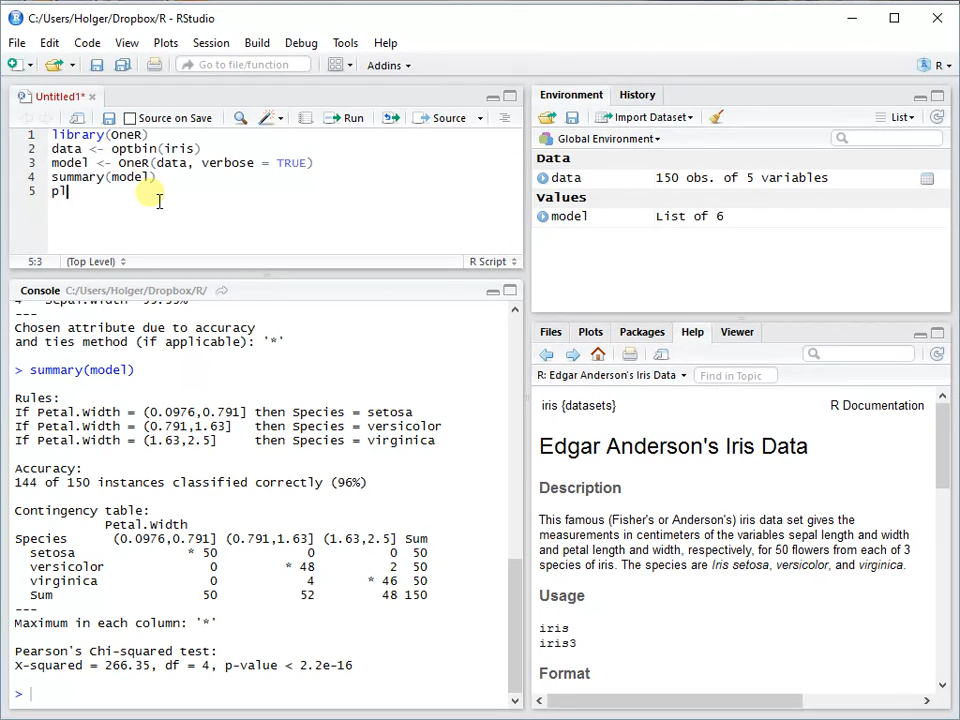 C:/Users/Holger/Dropbox/R - RStudio
File Edit Code View Plots Session Build Debug Tools Help
Go to file/function Addins R
Untitled1*
Source on Save Run Source
1 library(OneR)
2 data <- optbin(iris)
3 model <- OneR(data, verbose = TRUE)
4 summary(model)
5 pl
5:3 (Top Level) R Script
Console C:/Users/Holger/Dropbox/R/
---
Chosen attribute due to accuracy
and ties method (if applicable): '*'
> summary(model)
Rules:
If Petal.Width = (0.0976,0.791] then Species = setosa
If Petal.Width = (0.791,1.63] then Species = versicolor
If Petal.Width = (1.63,2.5] then Species = virginica
Accuracy:
144 of 150 instances classified correctly (96%)
Contingency table:
Petal.Width
Species (0.0976,0.791] (0.791,1.63] (1.63,2.5] Sum
setosa * 50 0 0 50
versicolor 0 * 48 2 50
virginica 0 4 * 46 50
Sum 50 52 48 150
---
Maximum in each column: '*'
Pearson's Chi-squared test:
X-squared = 266.35, df = 4, p-value < 2.2e-16
>
Environment History
Import Dataset List
Global Environment
Data
data 150 obs. of 5 variables
Values
model List of 6
Files Plots Packages Help Viewer
R: Edgar Anderson's Iris Data Find in Topic
iris {datasets} R Documentation
Edgar Anderson's Iris Data
Description
This famous (Fisher's or Anderson's) iris data set gives the
measurements in centimeters of the variables sepal length and width
and petal length and width, respectively, for 50 flowers from each of 3
species of iris. The species are Iris setosa, versicolor, and virginica.
Usage
iris
iris3
Format